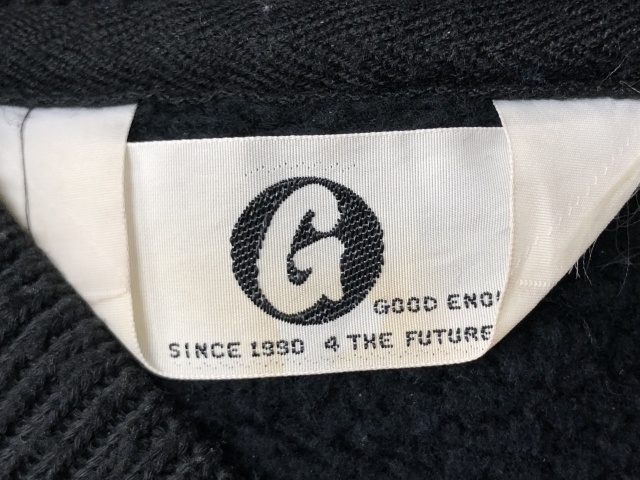 G
GOOD ENO
SINCE 1990 4 THE FUTURE